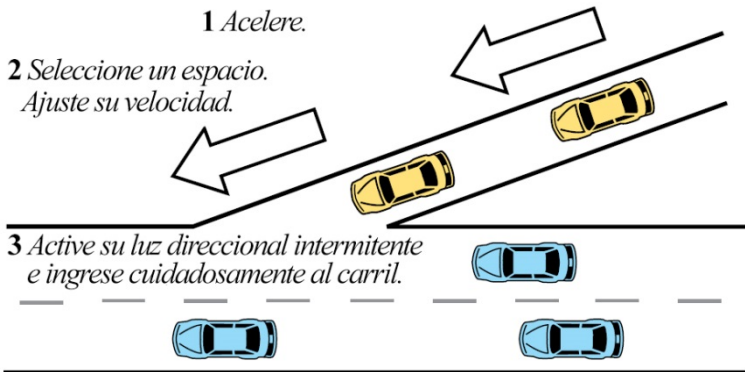 1 Acelere.
2 Seleccione un espacio.
Ajuste su velocidad.
3 Active su luz direccional intermitente
e ingrese cuidadosamente al carril.